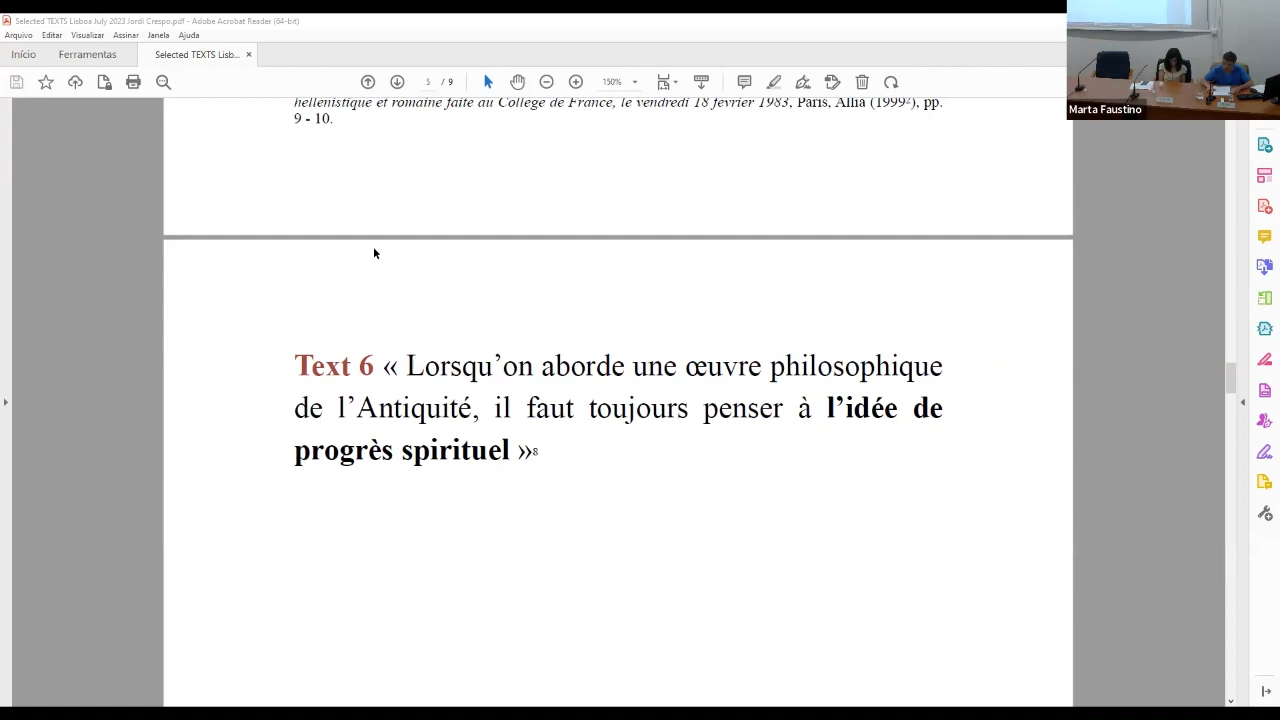 Selected TEXTS Lisboa July 2023 Jordi Crespo.pdf - Adobe Acrobat Reader (64-bit)
Arquivo Editar Visualizar Assinar Janela Ajuda
Início Ferramentas Selected TEXTS Lisb... ×
5 / 9 150%
Marta Faustino
hellénistique et romaine faite au Collège de France, le vendredi 18 février 1983, Paris, Allia (1999²), pp.
9 - 10.
Text 6 « Lorsqu’on aborde une œuvre philosophique
de l’Antiquité, il faut toujours penser à l’idée de
progrès spirituel »8